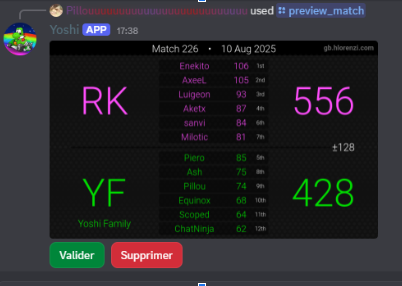 Pillouuuuuuuuuuuuuuuuuuuuuuu used preview_match
Yoshi APP 17:38
Match 226 • 10 Aug 2025
gb.hlorenzi.com
RK
Enekito 106 1st
AxeeL 105 2nd
Luigeon 93 3rd
Aketx 87 4th
sanvi 84 6th
Milotic 81 7th
556
±128
YF
Yoshi Family
Piero 85 5th
Ash 75 8th
Pillou 74 9th
Equinox 68 10th
Scoped 64 11th
ChatNinja 62 12th
428
Valider
Supprimer